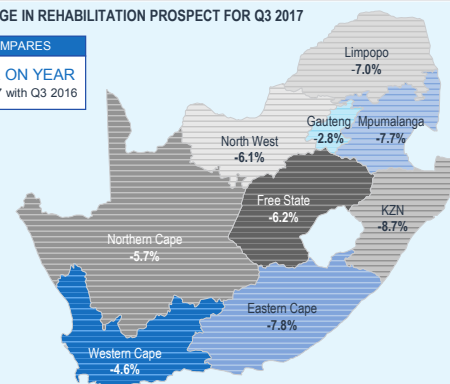 GE IN REHABILITATION PROSPECT FOR Q3 2017
MPARES
ON YEAR
with Q3 2016
Limpopo
-7.0%
Gauteng
-2.8%
Mpumalanga
-7.7%
North West
-6.1%
Free State
-6.2%
KZN
-8.7%
Northern Cape
-5.7%
Eastern Cape
-7.8%
Western Cape
-4.6%